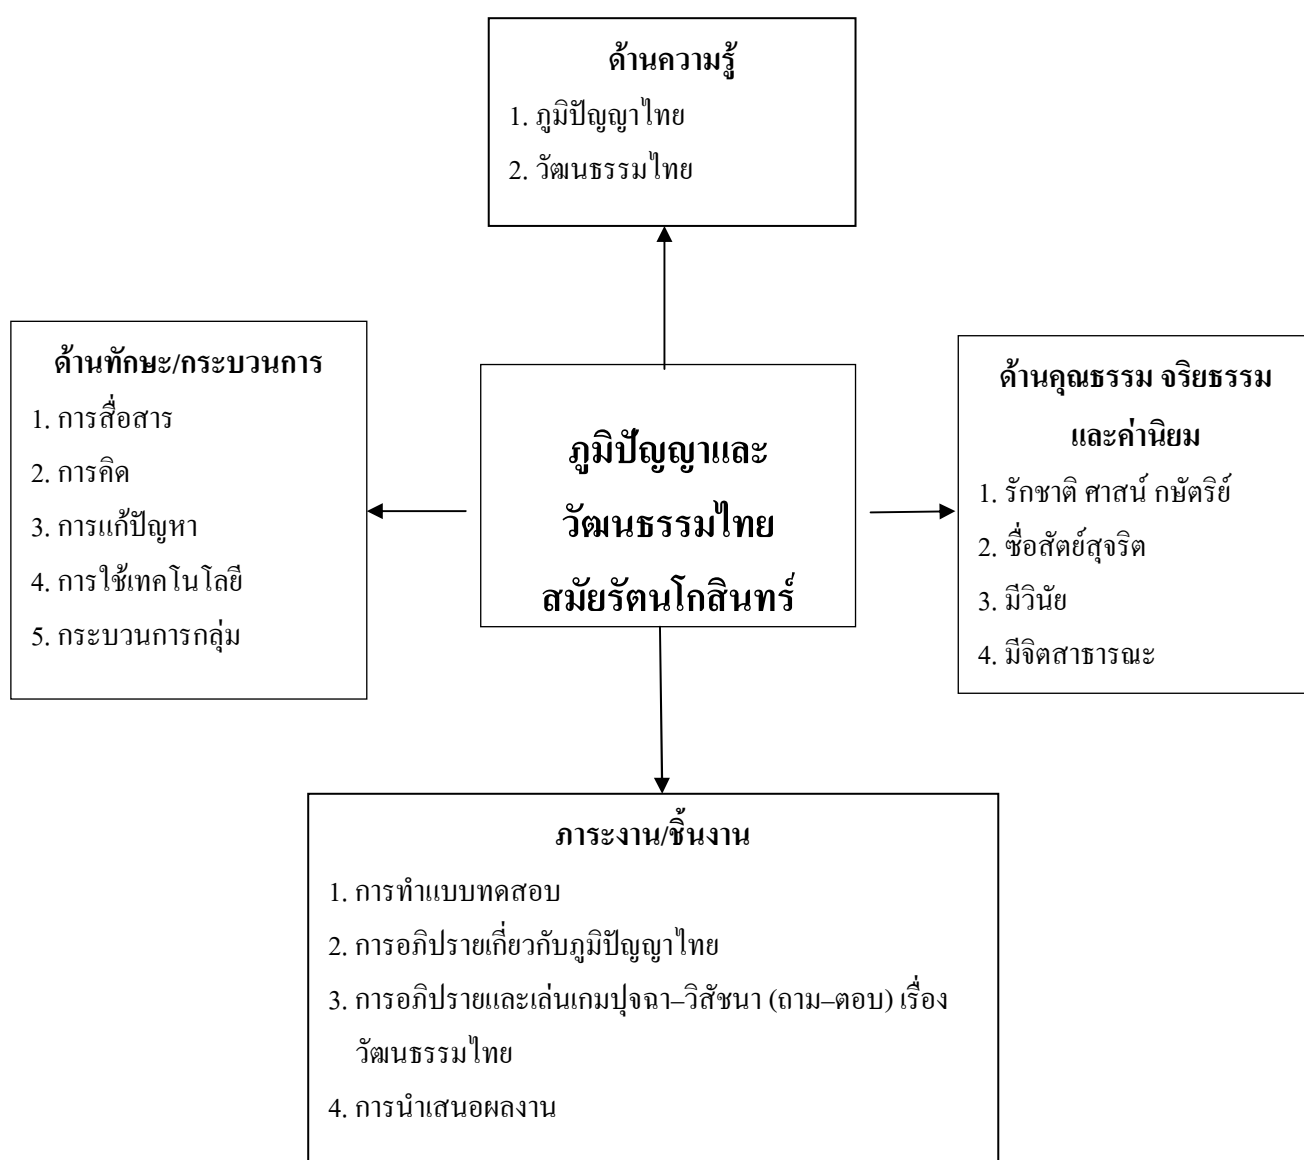 ด้านความรู้
1. ภูมิปัญญาไทย
2. วัฒนธรรมไทย
ด้านทักษะ/กระบวนการ
1. การสื่อสาร
2. การคิด
3. การแก้ปัญหา
4. การใช้เทคโนโลยี
5. กระบวนการกลุ่ม
ภูมิปัญญาและ
วัฒนธรรมไทย
สมัยรัตนโกสินทร์
ด้านคุณธรรม จริยธรรม
และค่านิยม
1. รักชาติ ศาสน์ กษัตริย์
2. ซื่อสัตย์สุจริต
3. มีวินัย
4. มีจิตสาธารณะ
ภาระงาน/ชิ้นงาน
1. การทำแบบทดสอบ
2. การอภิปรายเกี่ยวกับภูมิปัญญาไทย
3. การอภิปรายและเล่นเกมปุจฉา–วิสัชนา (ถาม–ตอบ) เรื่อง
วัฒนธรรมไทย
4. การนำเสนอผลงาน